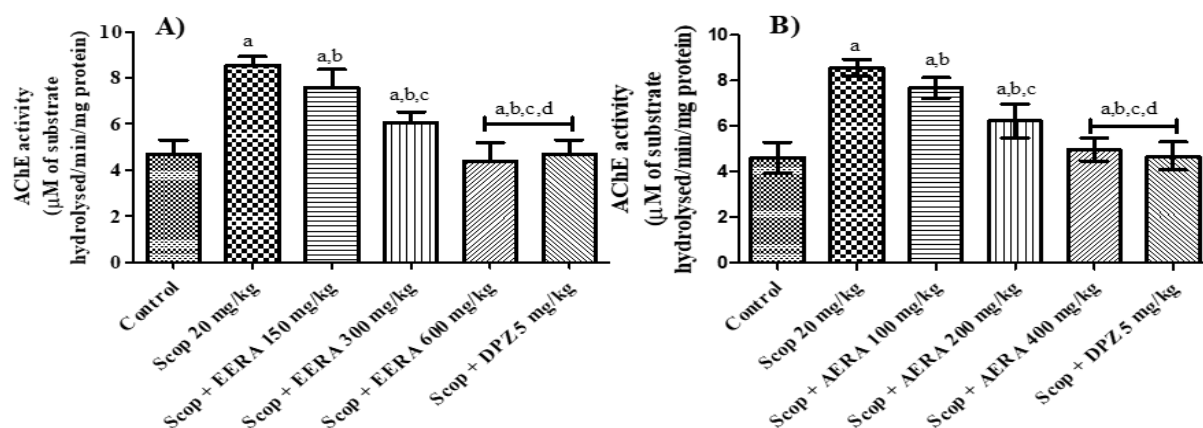 A)
AChE activity
(μM of substrate
hydrolysed/min/mg protein)
10
8
6
4
2
0
a
a,b
a,b,c
a,b,c,d
Control
Scop 20 mg/kg
Scop + EERA 150 mg/kg
Scop + EERA 300 mg/kg
Scop + EERA 600 mg/kg
Scop + DPZ 5 mg/kg
B)
AChE activity
(μM of substrate
hydrolysed/min/mg protein)
10
8
6
4
2
0
a
a,b
a,b,c
a,b,c,d
Control
Scop 20 mg/kg
Scop + AERA 100 mg/kg
Scop + AERA 200 mg/kg
Scop + AERA 400 mg/kg
Scop + DPZ 5 mg/kg